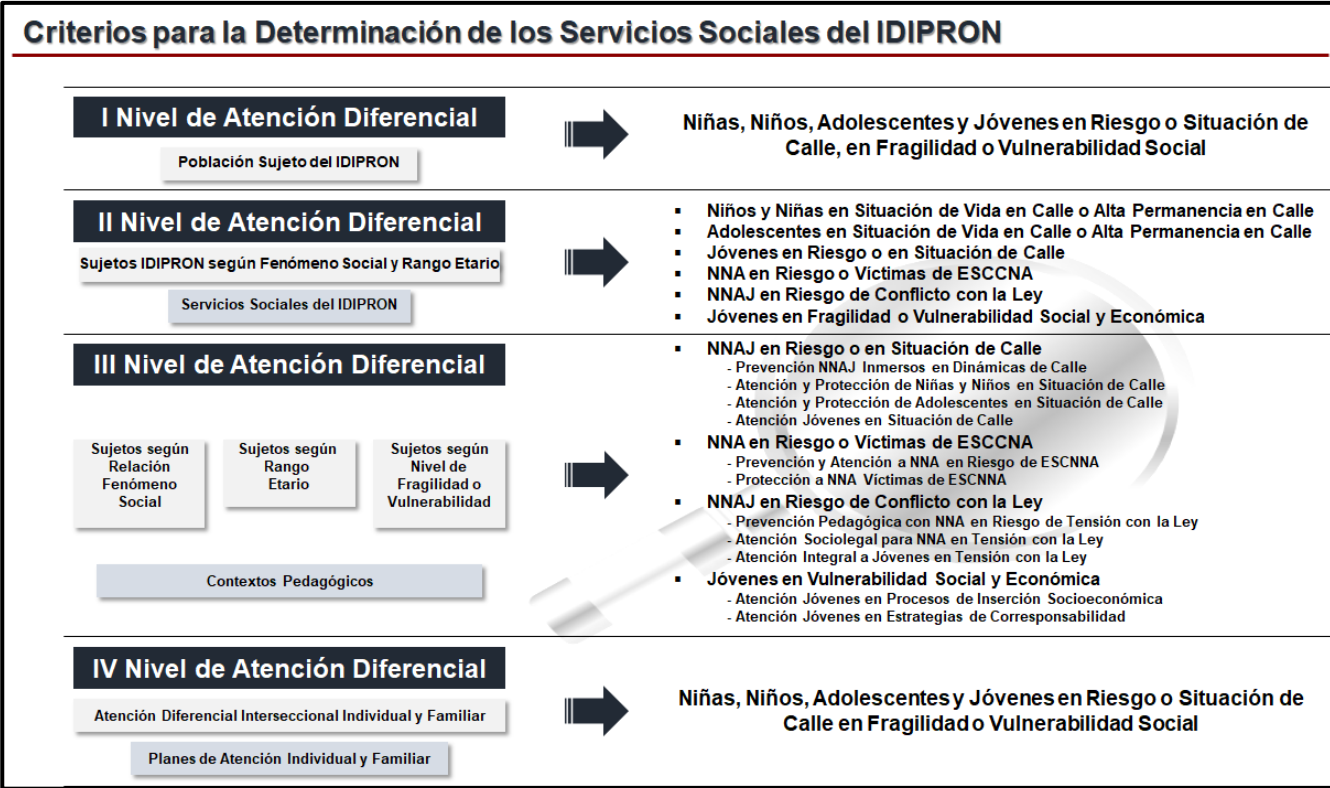 Criterios para la Determinación de los Servicios Sociales del IDIPRON
I Nivel de Atención Diferencial
Población Sujeto del IDIPRON
Niñas, Niños, Adolescentes y Jóvenes en Riesgo o Situación de
Calle, en Fragilidad o Vulnerabilidad Social
II Nivel de Atención Diferencial
Sujetos IDIPRON según Fenómeno Social y Rango Etario
Servicios Sociales del IDIPRON
▪ Niños y Niñas en Situación de Vida en Calle o Alta Permanencia en Calle
▪ Adolescentes en Situación de Vida en Calle o Alta Permanencia en Calle
▪ Jóvenes en Riesgo o en Situación de Calle
▪ NNA en Riesgo o Víctimas de ESCCNA
▪ NNAJ en Riesgo de Conflicto con la Ley
▪ Jóvenes en Fragilidad o Vulnerabilidad Social y Económica
III Nivel de Atención Diferencial
Sujetos según
Relación
Fenómeno
Social
Sujetos según
Rango
Etario
Sujetos según
Nivel de
Fragilidad o
Vulnerabilidad
Contextos Pedagógicos
▪ NNAJ en Riesgo o en Situación de Calle
- Prevención NNAJ Inmersos en Dinámicas de Calle
- Atención y Protección de Niñas y Niños en Situación de Calle
- Atención y Protección de Adolescentes en Situación de Calle
- Atención Jóvenes en Situación de Calle
▪ NNA en Riesgo o Víctimas de ESCCNA
- Prevención y Atención a NNA en Riesgo de ESCNNA
- Protección a NNA Víctimas de ESCNNA
▪ NNAJ en Riesgo de Conflicto con la Ley
- Prevención Pedagógica con NNA en Riesgo de Tensión con la Ley
- Atención Sociolegal para NNA en Tensión con la Ley
- Atención Integral a Jóvenes en Tensión con la Ley
▪ Jóvenes en Vulnerabilidad Social y Económica
- Atención Jóvenes en Procesos de Inserción Socioeconómica
- Atención Jóvenes en Estrategias de Corresponsabilidad
IV Nivel de Atención Diferencial
Atención Diferencial Interseccional Individual y Familiar
Planes de Atención Individual y Familiar
Niñas, Niños, Adolescentes y Jóvenes en Riesgo o Situación de
Calle en Fragilidad o Vulnerabilidad Social